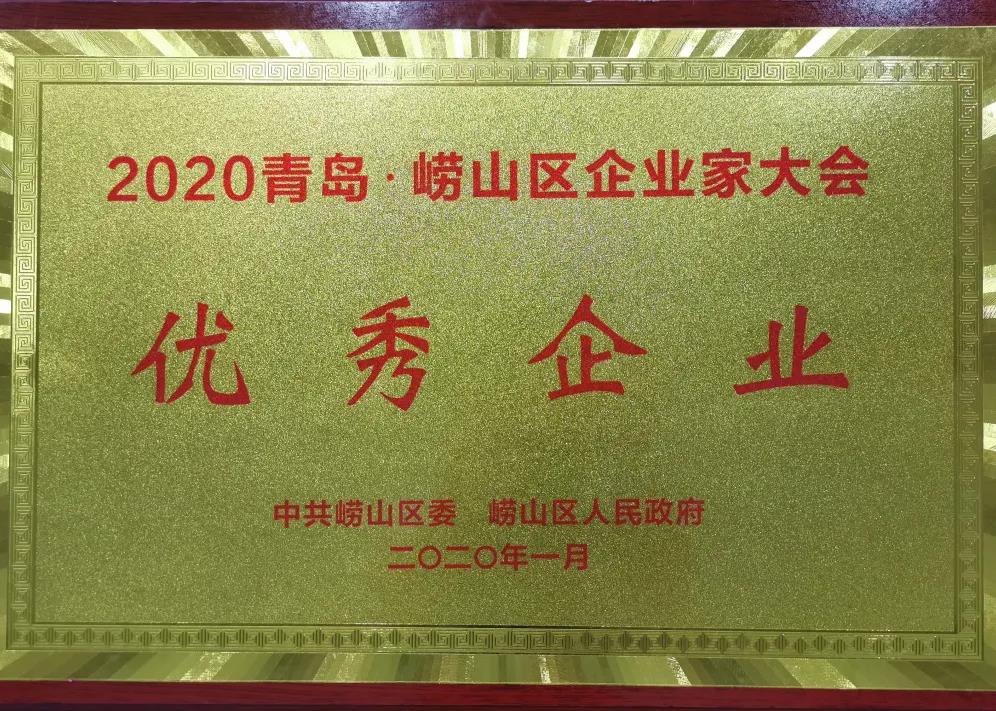 2020青岛·崂山区企业家大会
优秀企业
中共崂山区委 崂山区人民政府
二〇二〇年一月